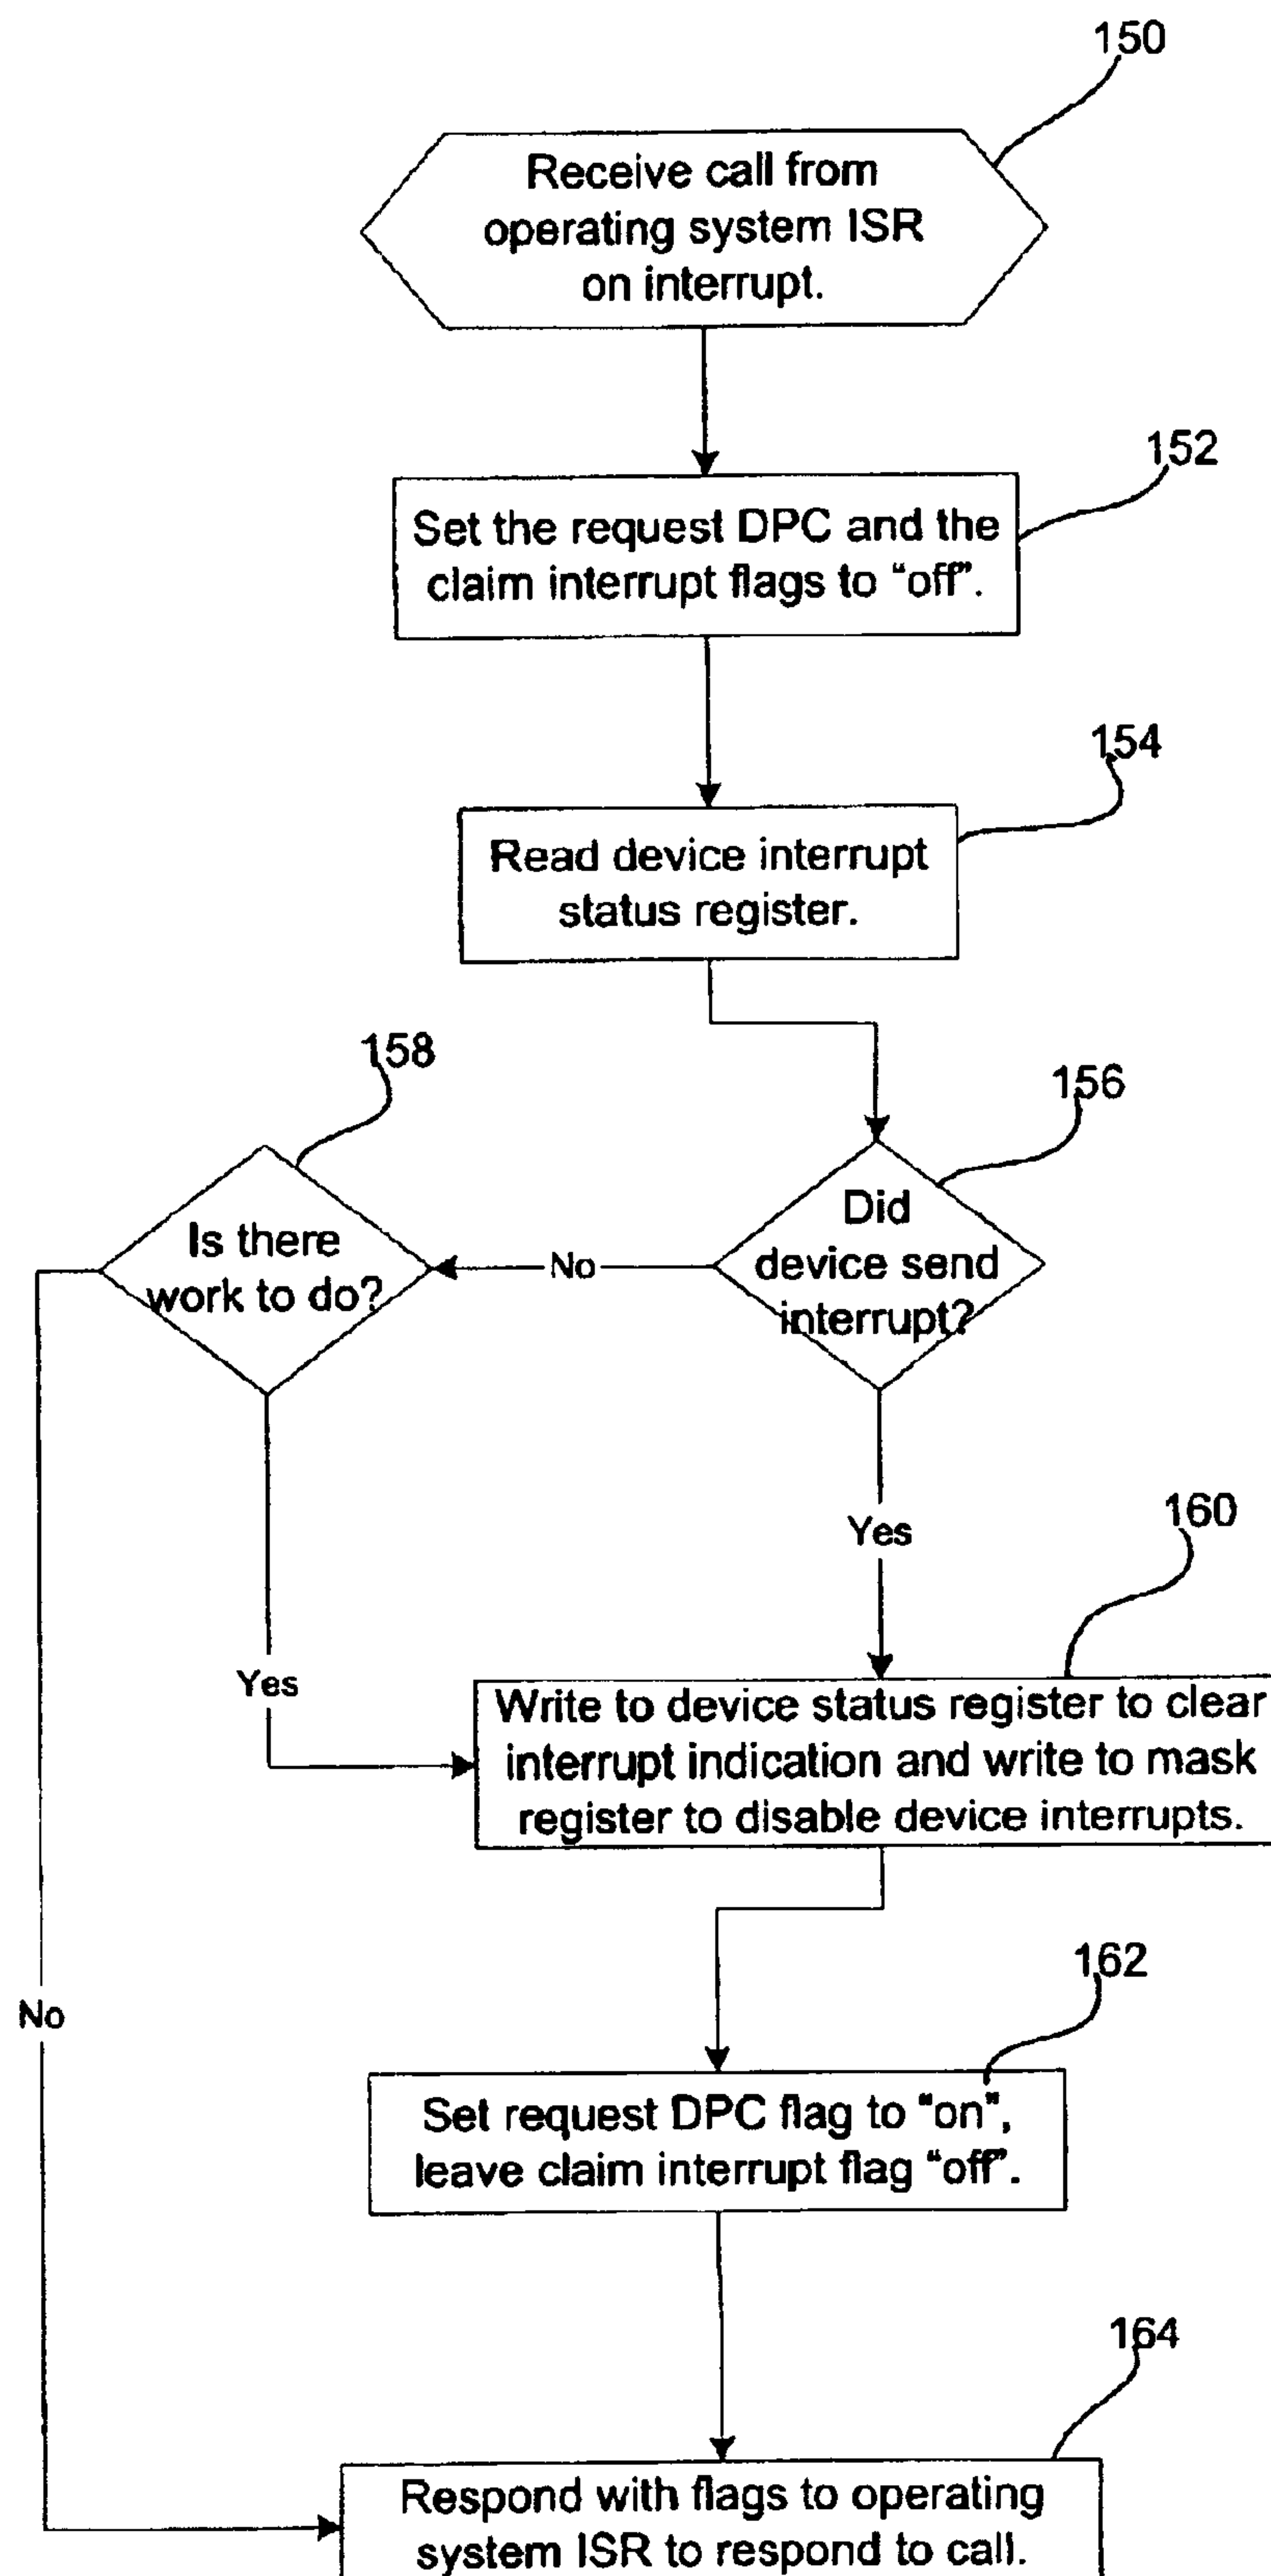 150
Receive call from
operating system ISR
on interrupt.
152
Set the request DPC and the
claim interrupt flags to “off”.
154
Read device interrupt
status register.
158
156
Is there
work to do?
No
Did
device send
interrupt?
Yes
160
Yes
Write to device status register to clear
interrupt indication and write to mask
register to disable device interrupts.
162
No
Set request DPC flag to “on”,
leave claim interrupt flag “off”.
164
Respond with flags to operating
system ISR to respond to call.